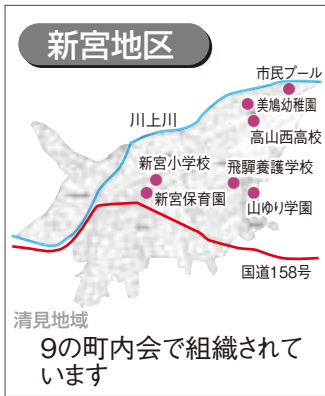 新宮地区
市民プール
美鳩幼稚園
川上川
高山西高校
新宮小学校
飛騨養護学校
新宮保育園
山ゆり学園
国道158号
清見地域
9の町内会で組織されて
います